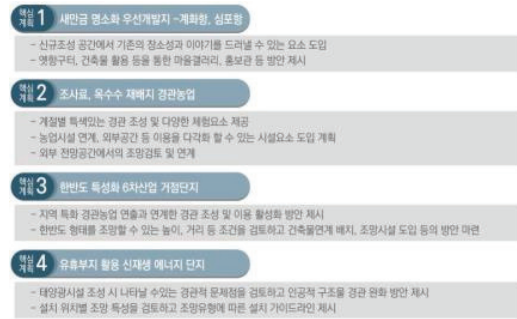 핵심계획 1 새만금 명소화 우선개발지 -계화항, 심포항
- 신규조성 공간에서 기존의 장소성과 이야기를 드러낼 수 있는 요소 도입
- 옛항구터, 건축물 활용 등을 통한 마을갤러리, 홍보관 등 방안 제시
핵심계획 2 조사료, 옥수수 재배지 경관농업
- 계절별 특색있는 경관 조성 및 다양한 체험요소 제공
- 농업시설 연계, 외부공간 등 이용을 다각화 할 수 있는 시설요소 도입 계획
- 외부 전망공간에서의 조망검토 및 연계
핵심계획 3 한반도 특성화 6차산업 거점단지
- 지역 특화 경관농업 연출과 연계한 경관 조성 및 이용 활성화 방안 제시
- 한반도 형태를 조망할 수 있는 높이, 거리 등 조건을 검토하고 건축물연계 배치, 조망시설 도입 등의 방안 마련
핵심계획 4 유휴부지 활용 신재생 에너지 단지
- 태양광시설 조성 시 나타날 수있는 경관적 문제점을 검토하고 인공적 구조물 경관 완화 방안 제시
- 설치 위치별 조망 특성을 검토하고 조망유형에 따른 설치 가이드라인 제시